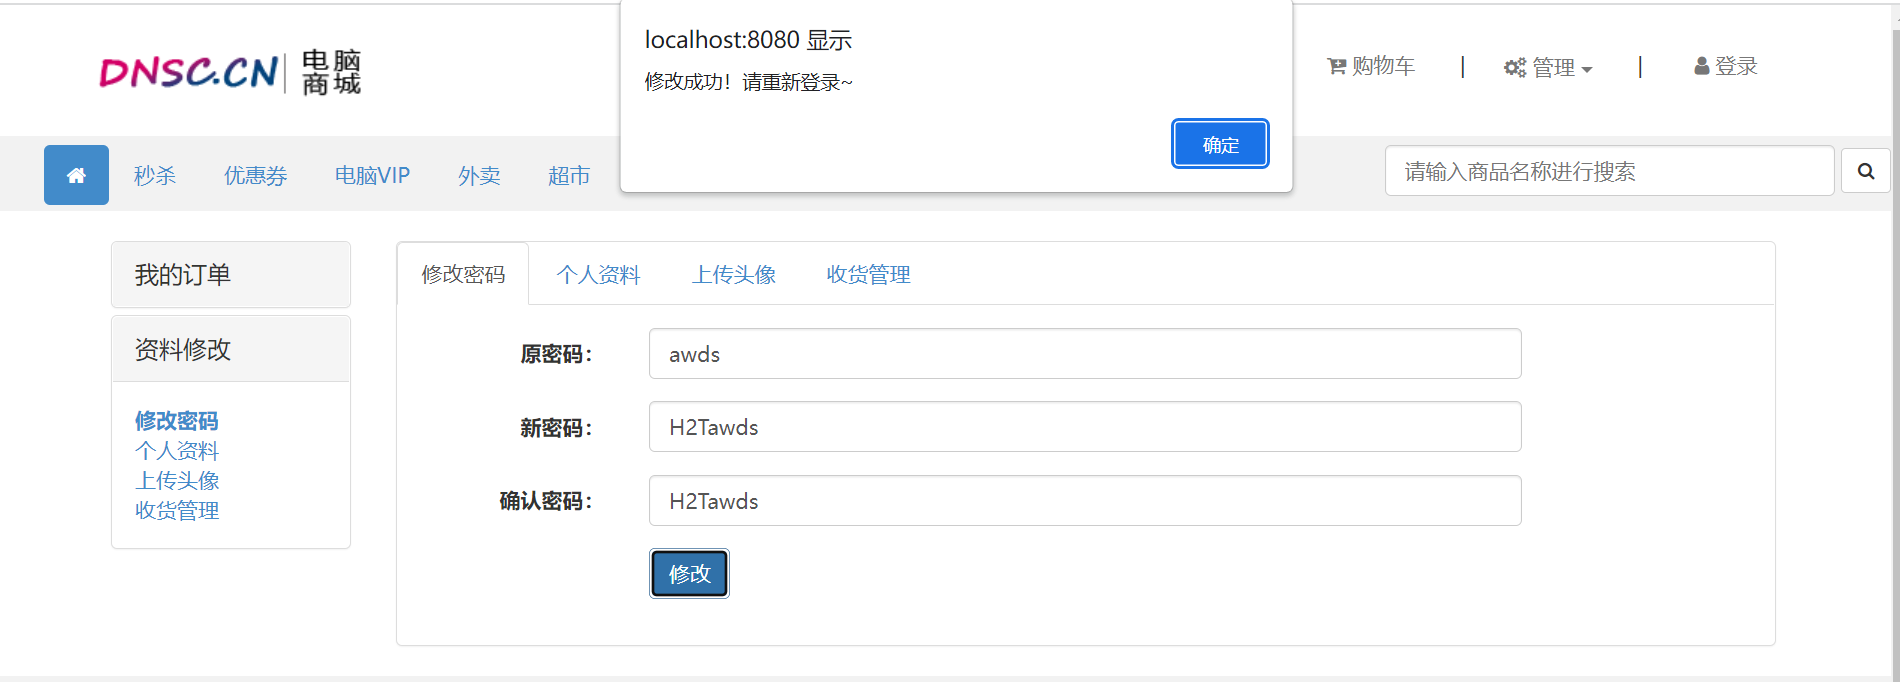 localhost:8080 显示
修改成功！请重新登录~
确定
DNSC.CN 电脑
商城
购物车 | 管理 | 登录
秒杀 优惠券 电脑VIP 外卖 超市 请输入商品名称进行搜索
我的订单
资料修改
修改密码
个人资料
上传头像
收货管理
修改密码 个人资料 上传头像 收货管理
原密码： awds
新密码： H2Tawds
确认密码： H2Tawds
修改